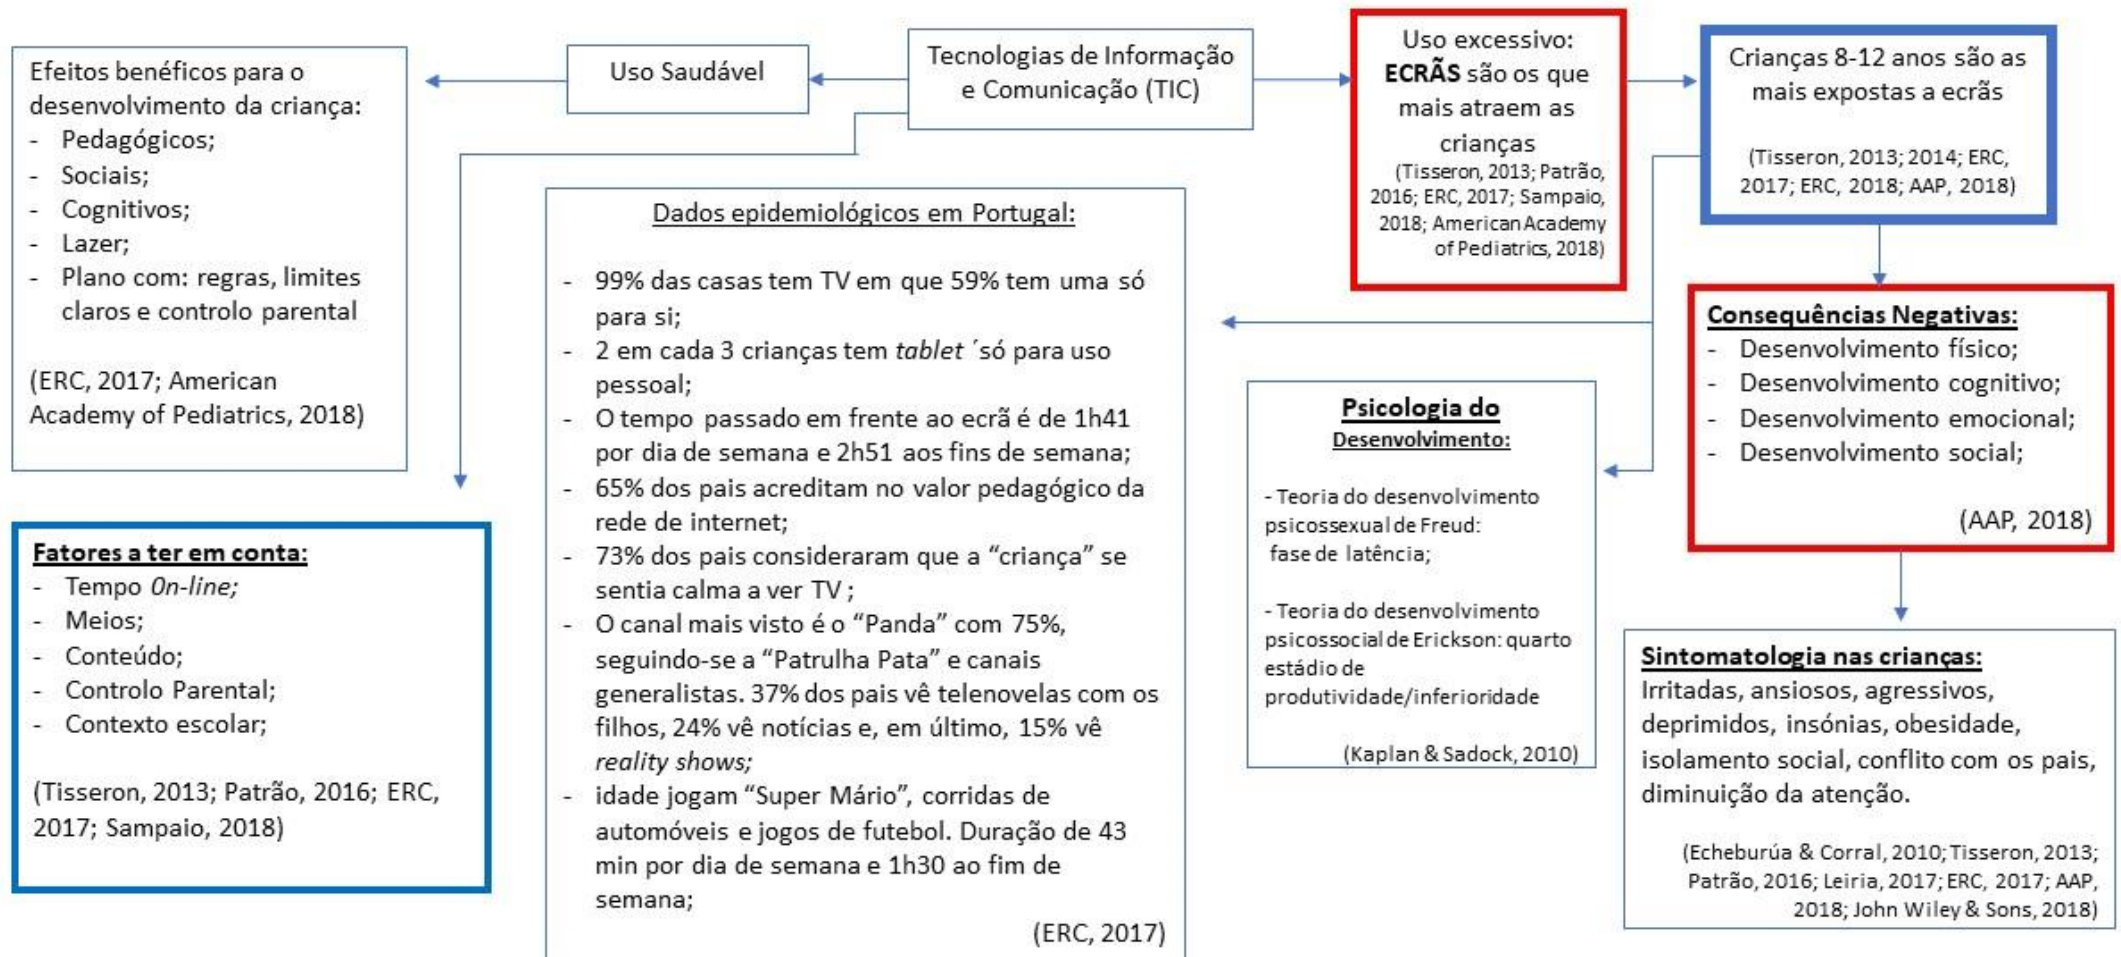 Efeitos benéficos para o
desenvolvimento da criança:
- Pedagógicos;
- Sociais;
- Cognitivos;
- Lazer;
- Plano com: regras, limites
claros e controlo parental
(ERC, 2017; American
Academy of Pediatrics, 2018)
Uso Saudável
Tecnologias de Informação
e Comunicação (TIC)
Uso excessivo:
ECRÃS são os que
mais atraem as
crianças
(Tisseron, 2013; Patrão,
2016; ERC, 2017; Sampaio,
2018; American Academy
of Pediatrics, 2018)
Crianças 8-12 anos são as
mais expostas a ecrãs
(Tisseron, 2013; 2014; ERC,
2017; ERC, 2018; AAP, 2018)
Fatores a ter em conta:
- Tempo 0n-line;
- Meios;
- Conteúdo;
- Controlo Parental;
- Contexto escolar;
(Tisseron, 2013; Patrão, 2016; ERC,
2017; Sampaio, 2018)
Dados epidemiológicos em Portugal:
- 99% das casas tem TV em que 59% tem uma só
para si;
- 2 em cada 3 crianças tem tablet ´só para uso
pessoal;
- O tempo passado em frente ao ecrã é de 1h41
por dia de semana e 2h51 aos fins de semana;
- 65% dos pais acreditam no valor pedagógico da
rede de internet;
- 73% dos pais consideraram que a “criança” se
sentia calma a ver TV ;
- O canal mais visto é o “Panda” com 75%,
seguindo-se a “Patrulha Pata” e canais
generalistas. 37% dos pais vê telenovelas com os
filhos, 24% vê notícias e, em último, 15% vê
reality shows;
- idade jogam “Super Mário”, corridas de
automóveis e jogos de futebol. Duração de 43
min por dia de semana e 1h30 ao fim de
semana;
(ERC, 2017)
Psicologia do
Desenvolvimento:
- Teoria do desenvolvimento
psicossexual de Freud:
fase de latência;
- Teoria do desenvolvimento
psicossocial de Erickson: quarto
estádio de
produtividade/inferioridade
(Kaplan & Sadock, 2010)
Consequências Negativas:
- Desenvolvimento físico;
- Desenvolvimento cognitivo;
- Desenvolvimento emocional;
- Desenvolvimento social;
(AAP, 2018)
Sintomatologia nas crianças:
Irritadas, ansiosos, agressivos,
deprimidos, insónias, obesidade,
isolamento social, conflito com os pais,
diminuição da atenção.
(Echeburúa & Corral, 2010; Tisseron, 2013;
Patrão, 2016; Leiria, 2017; ERC, 2017; AAP,
2018; John Wiley & Sons, 2018)